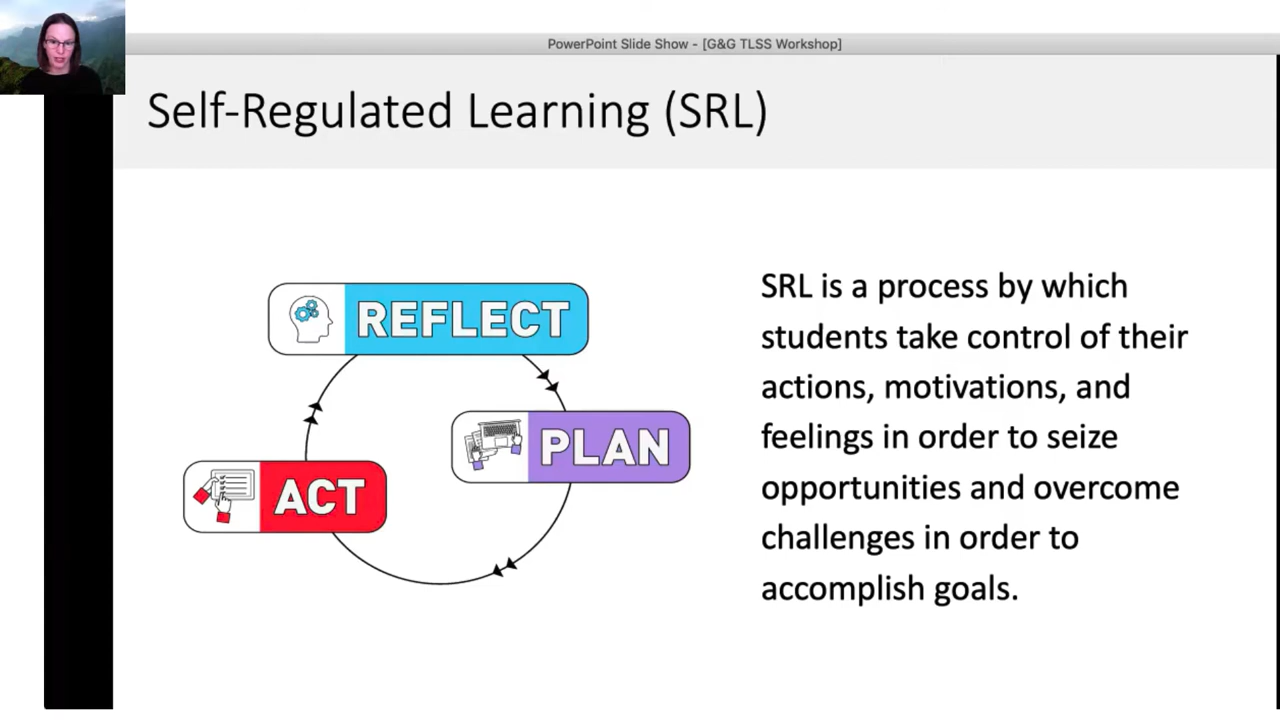 PowerPoint Slide Show - [G&G TLSS Workshop]
Self-Regulated Learning (SRL)
REFLECT
PLAN
ACT
SRL is a process by which
students take control of their
actions, motivations, and
feelings in order to seize
opportunities and overcome
challenges in order to
accomplish goals.